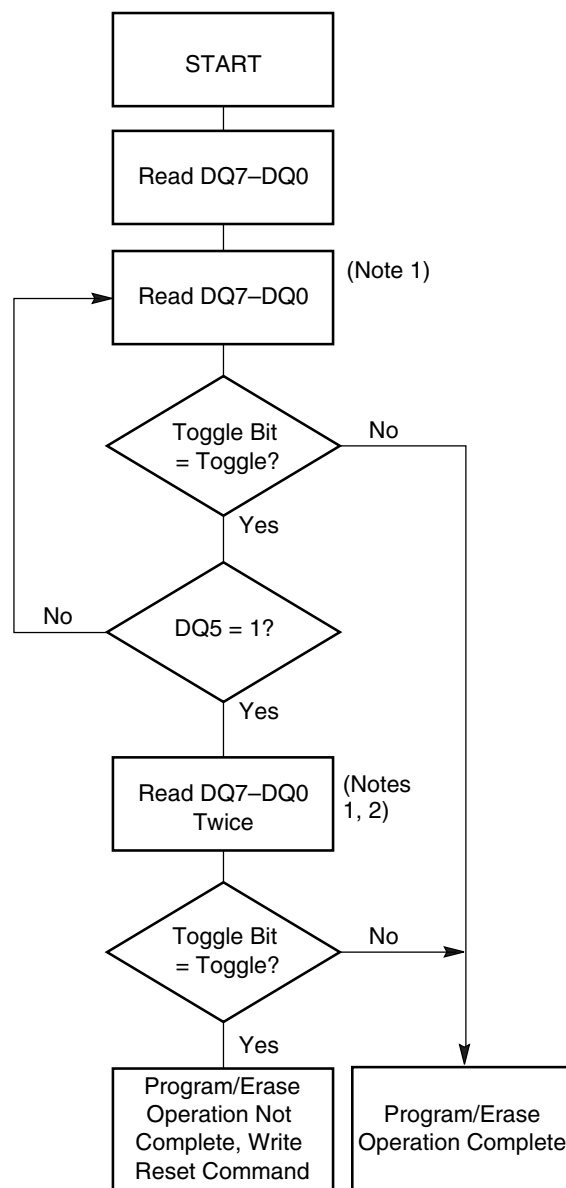 START
Read DQ7–DQ0
Read DQ7–DQ0
(Note 1)
Toggle Bit
= Toggle?
No
Yes
No
DQ5 = 1?
Yes
Read DQ7–DQ0
Twice
(Notes
1, 2)
Toggle Bit
= Toggle?
No
Yes
Program/Erase
Operation Not
Complete, Write
Reset Command
Program/Erase
Operation Complete